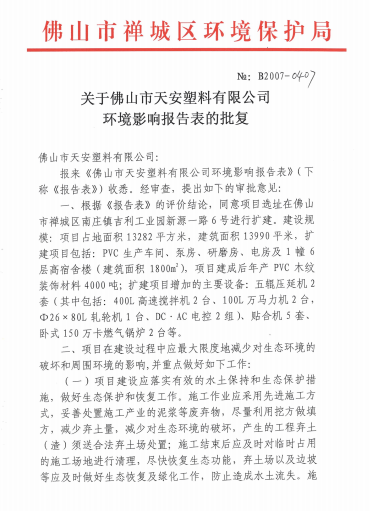 佛山市禅城区环境保护局
№: B2007-0407
关于佛山市天安塑料有限公司
环境影响报告表的批复
佛山市天安塑料有限公司:
报来《佛山市天安塑料有限公司环境影响报告表》(下
称《报告表》)收悉。经审查,提出如下的审批意见:
一、根据《报告表》的评价结论,同意项目选址在佛山
市禅城区南庄镇吉利工业园新源一路6号进行扩建。建设规
模:项目占地面积13282平方米,建筑面积13990平米,扩
建项目包括:PVC生产车间、泵房、研磨房、电房及1幢6
层高宿舍楼(建筑面积1800m²),项目建成后年产PVC木纹
装饰材料4000吨;扩建项目增加的主要设备:五辊压延机2
套(其中包括:400L高速搅拌机2台、100L万马力机2台,
Φ26×80L轧轮机1台、DC·AC电控2组)、贴合机5套、
卧式150万卡燃气锅炉2台等。
二、项目在建设过程中应最大限度地减少对生态环境的
破坏和周围环境的影响,并重点做好如下工作:
(一)项目建设应落实有效的水土保持和生态保护措
施,做好生态保护和恢复工作。施工作业应采用先进施工方
式,妥善处置施工产业的泥浆等废弃物,尽量利用挖方做填
方,减少弃土量,减少对生态环境的破坏,产生的工程弃土
(渣)须送合法弃土场处置;施工结束后应及时对临时占用
的施工场地进行清理,尽快恢复生态功能,弃土场以及边坡
等应及时做好生态恢复及绿化工作,防止造成水土流失。施